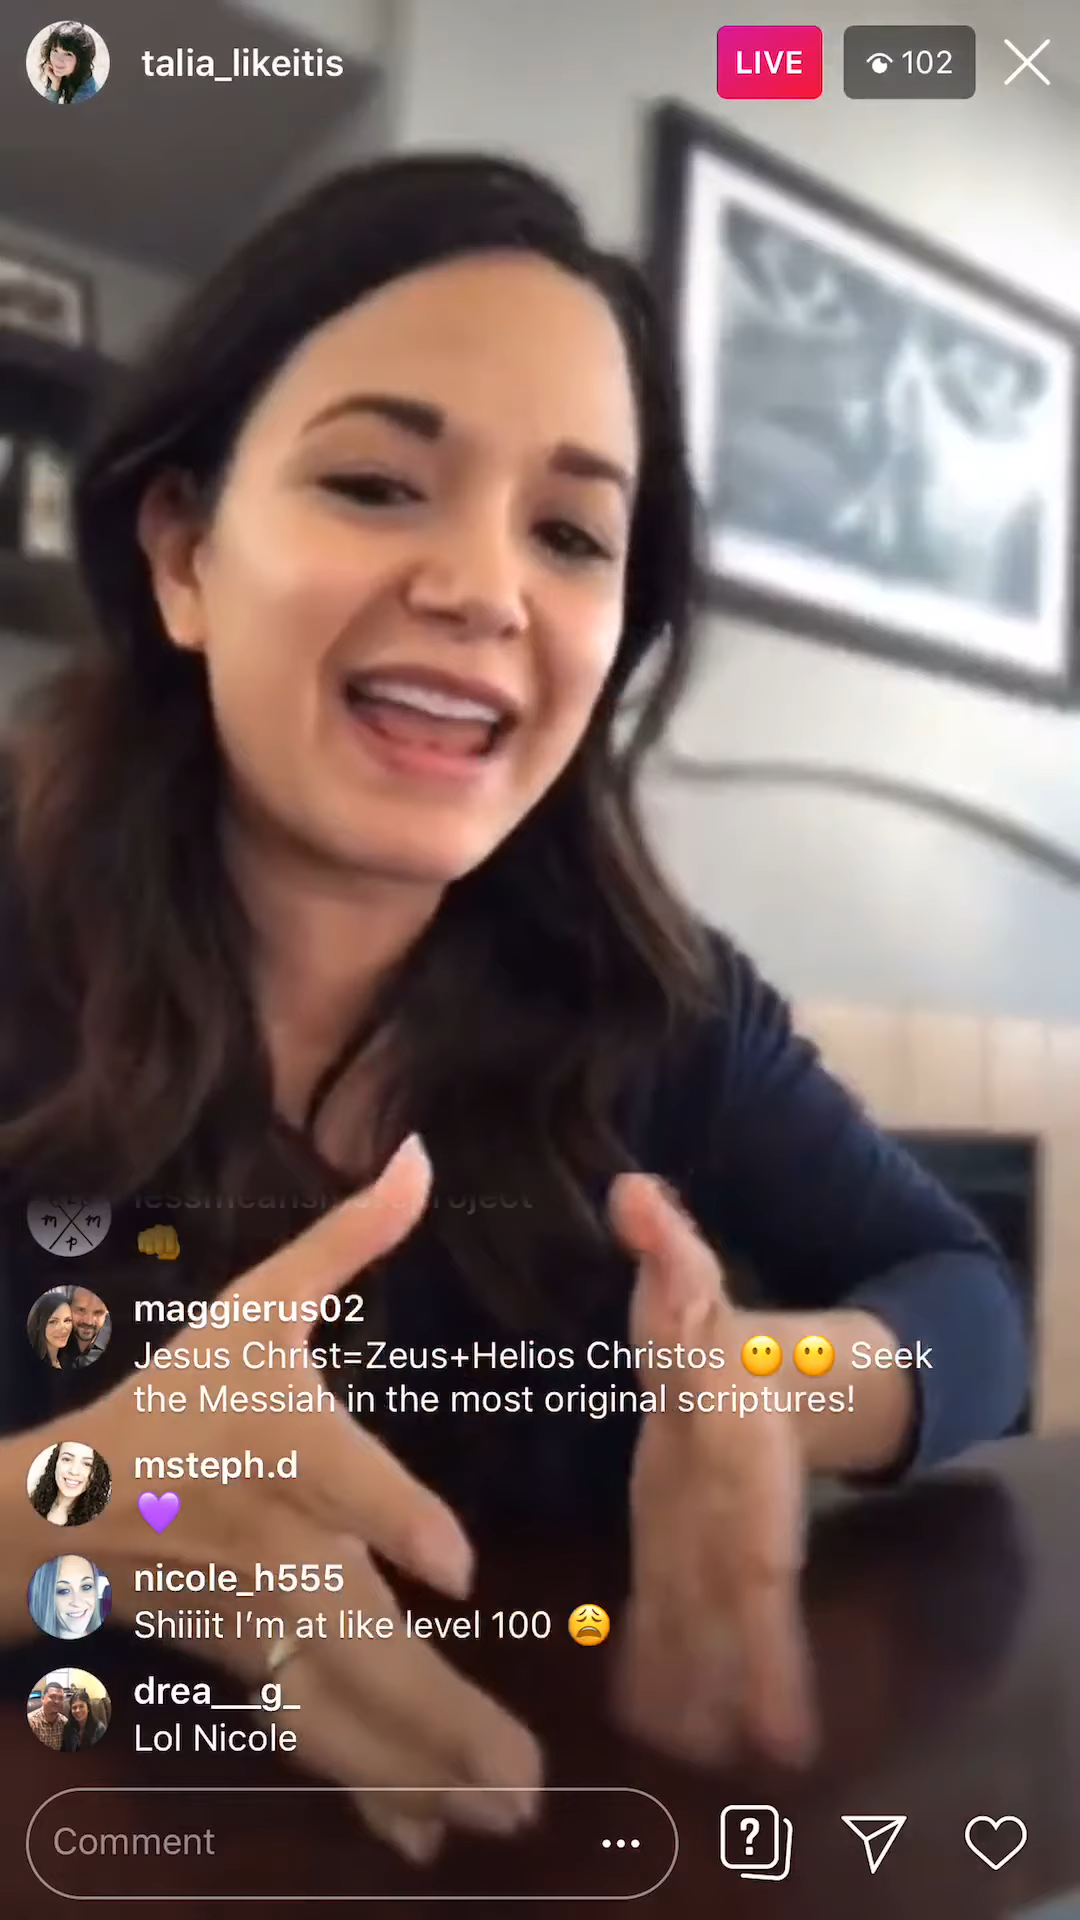 talia_likeitis
LIVE
102
maggierus02
Jesus Christ=Zeus+Helios Christos 😶😶 Seek
the Messiah in the most original scriptures!
msteph.d
💜
nicole_h555
Shiiiit I’m at like level 100 😩
drea___g_
Lol Nicole
Comment
?